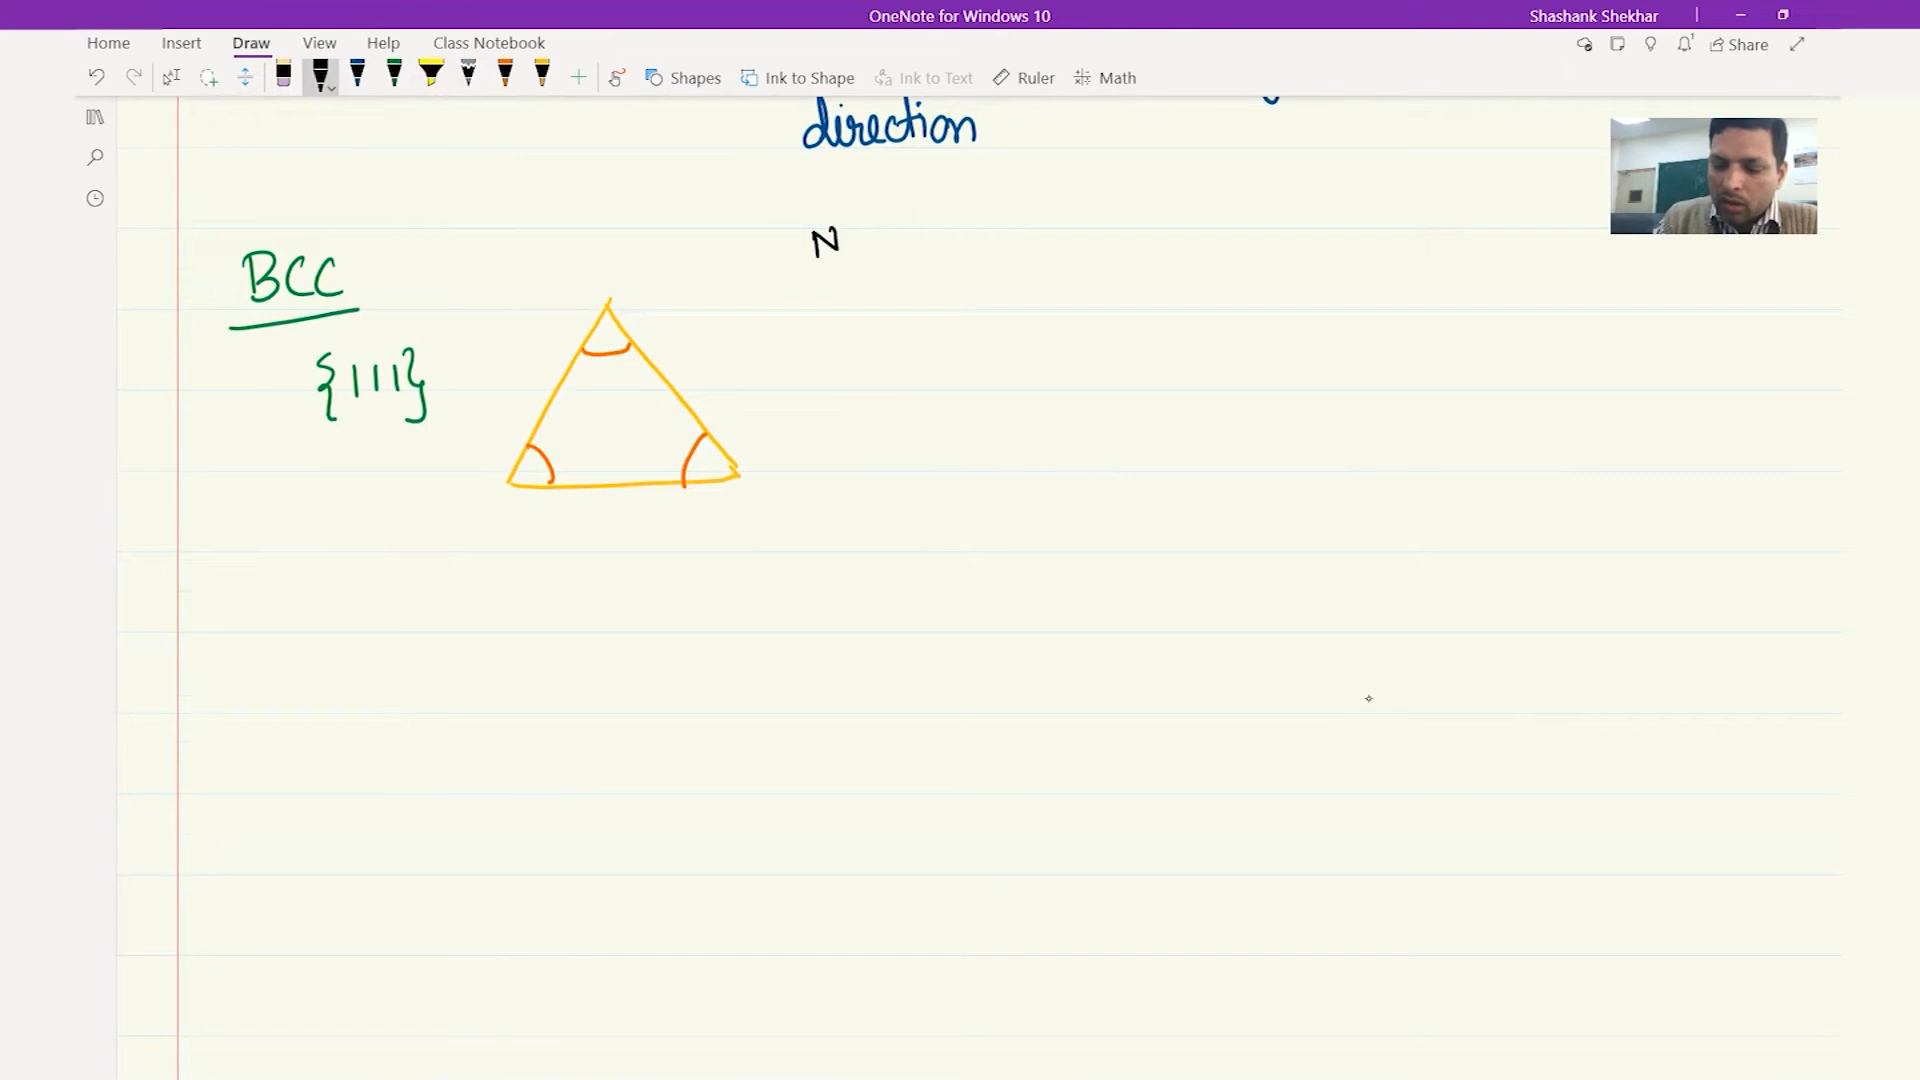 OneNote for Windows 10
Shashank Shekhar
Home Insert Draw View Help Class Notebook
Share
Shapes Ink to Shape Ink to Text Ruler Math
direction
N
BCC
{111}